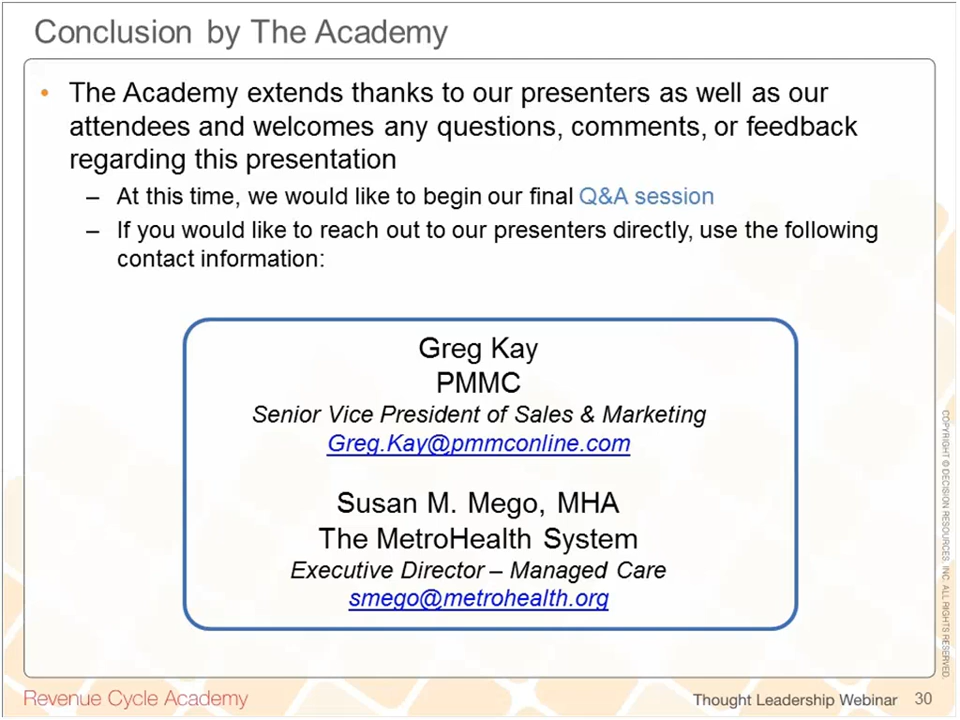 Conclusion by The Academy
• The Academy extends thanks to our presenters as well as our
attendees and welcomes any questions, comments, or feedback
regarding this presentation
– At this time, we would like to begin our final Q&A session
– If you would like to reach out to our presenters directly, use the following
contact information:
Greg Kay
PMMC
Senior Vice President of Sales & Marketing
Greg.Kay@pmmconline.com
Susan M. Mego, MHA
The MetroHealth System
Executive Director – Managed Care
smego@metrohealth.org
COPYRIGHT © DECISION RESOURCES, INC. ALL RIGHTS RESERVED.
Revenue Cycle Academy
Thought Leadership Webinar 30